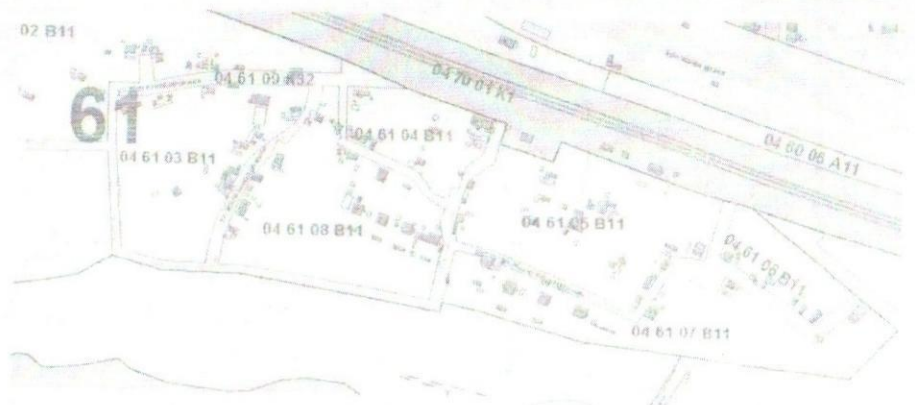 02 B11
04 61 09 K32
04 70 01 K1
61
04 61 04 B11
04 60 06 A11
04 61 03 B11
04 61 08 B11
04 61 05 B11
04 61 06 B11
04 61 07 B11